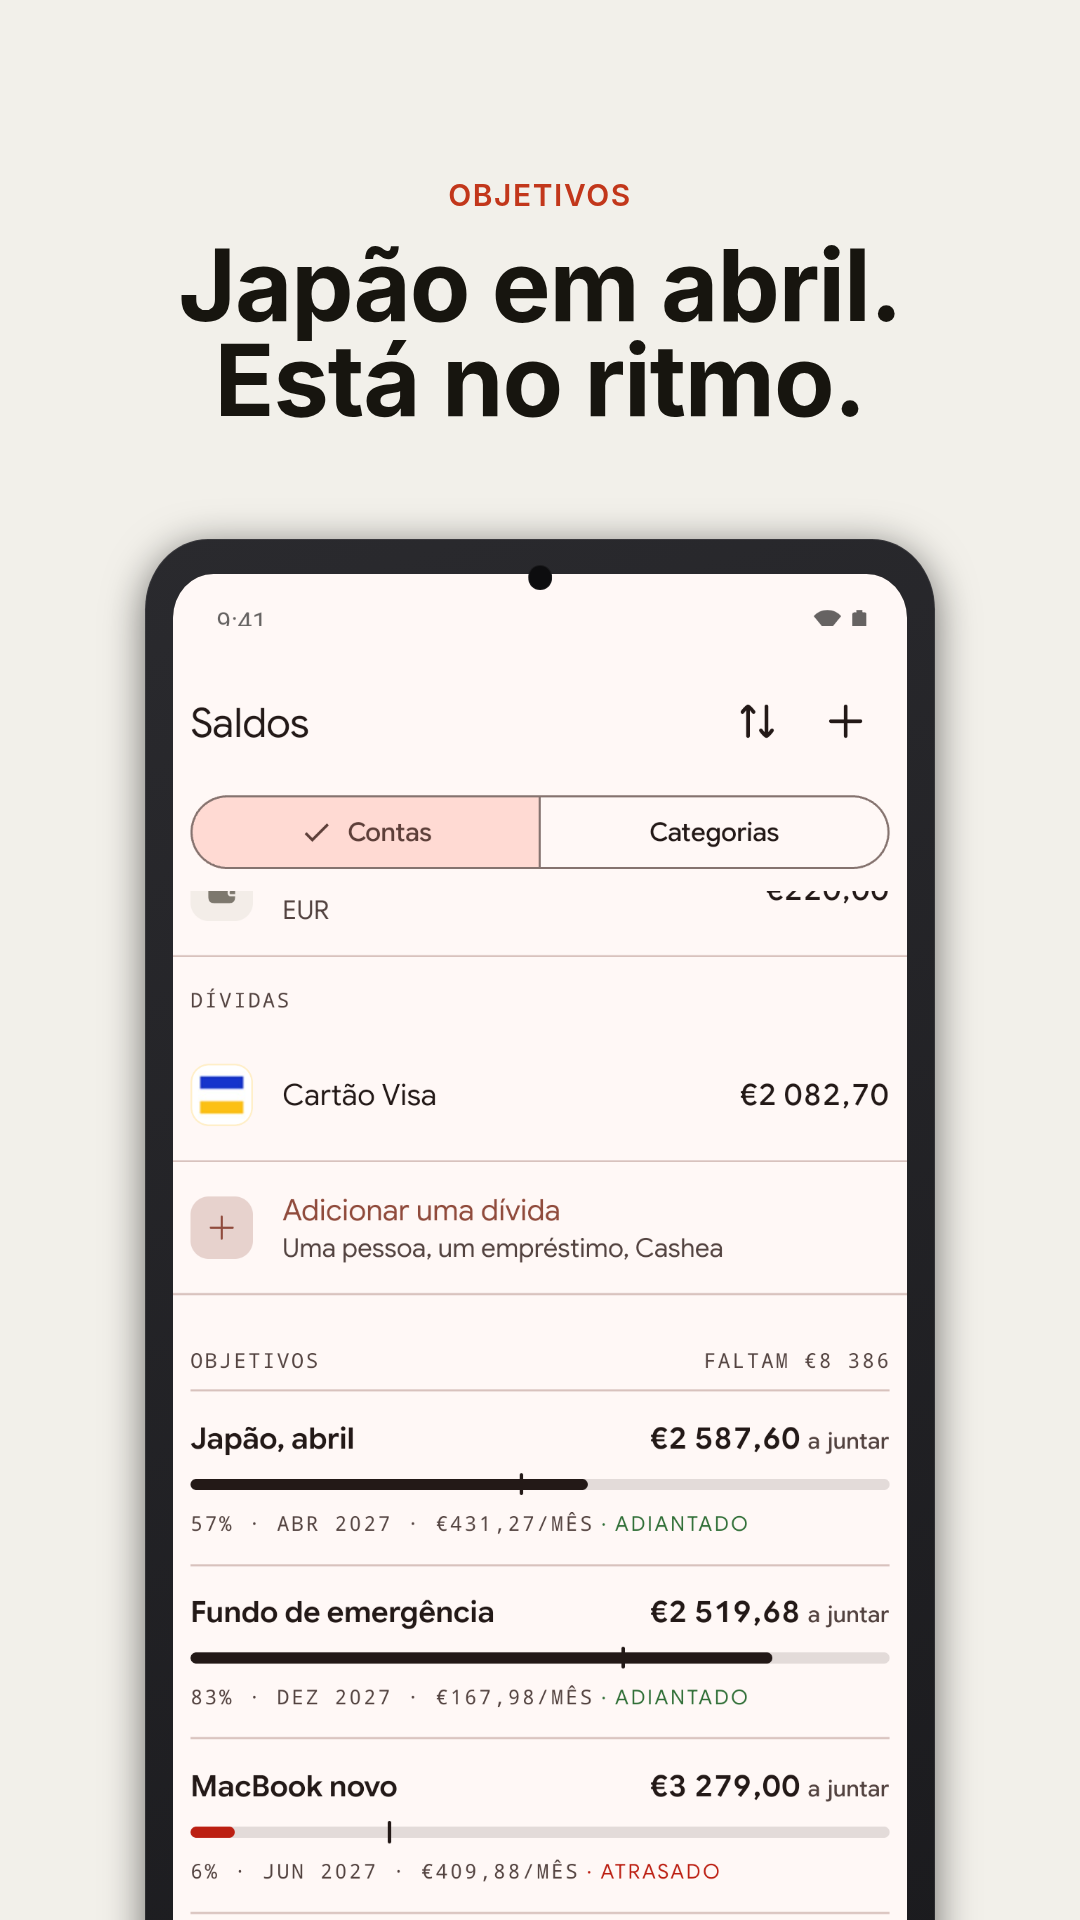 OBJETIVOS
Japão em abril.
Está no ritmo.
9:41
Saldos
Contas
Categorias
€220,00
EUR
DÍVIDAS
Cartão Visa
€2 082,70
Adicionar uma dívida
Uma pessoa, um empréstimo, Cashea
OBJETIVOS
FALTAM €8 386
Japão, abril
€2 587,60 a juntar
57% · ABR 2027 · €431,27/MÊS · ADIANTADO
Fundo de emergência
€2 519,68 a juntar
83% · DEZ 2027 · €167,98/MÊS · ADIANTADO
MacBook novo
€3 279,00 a juntar
6% · JUN 2027 · €409,88/MÊS · ATRASADO